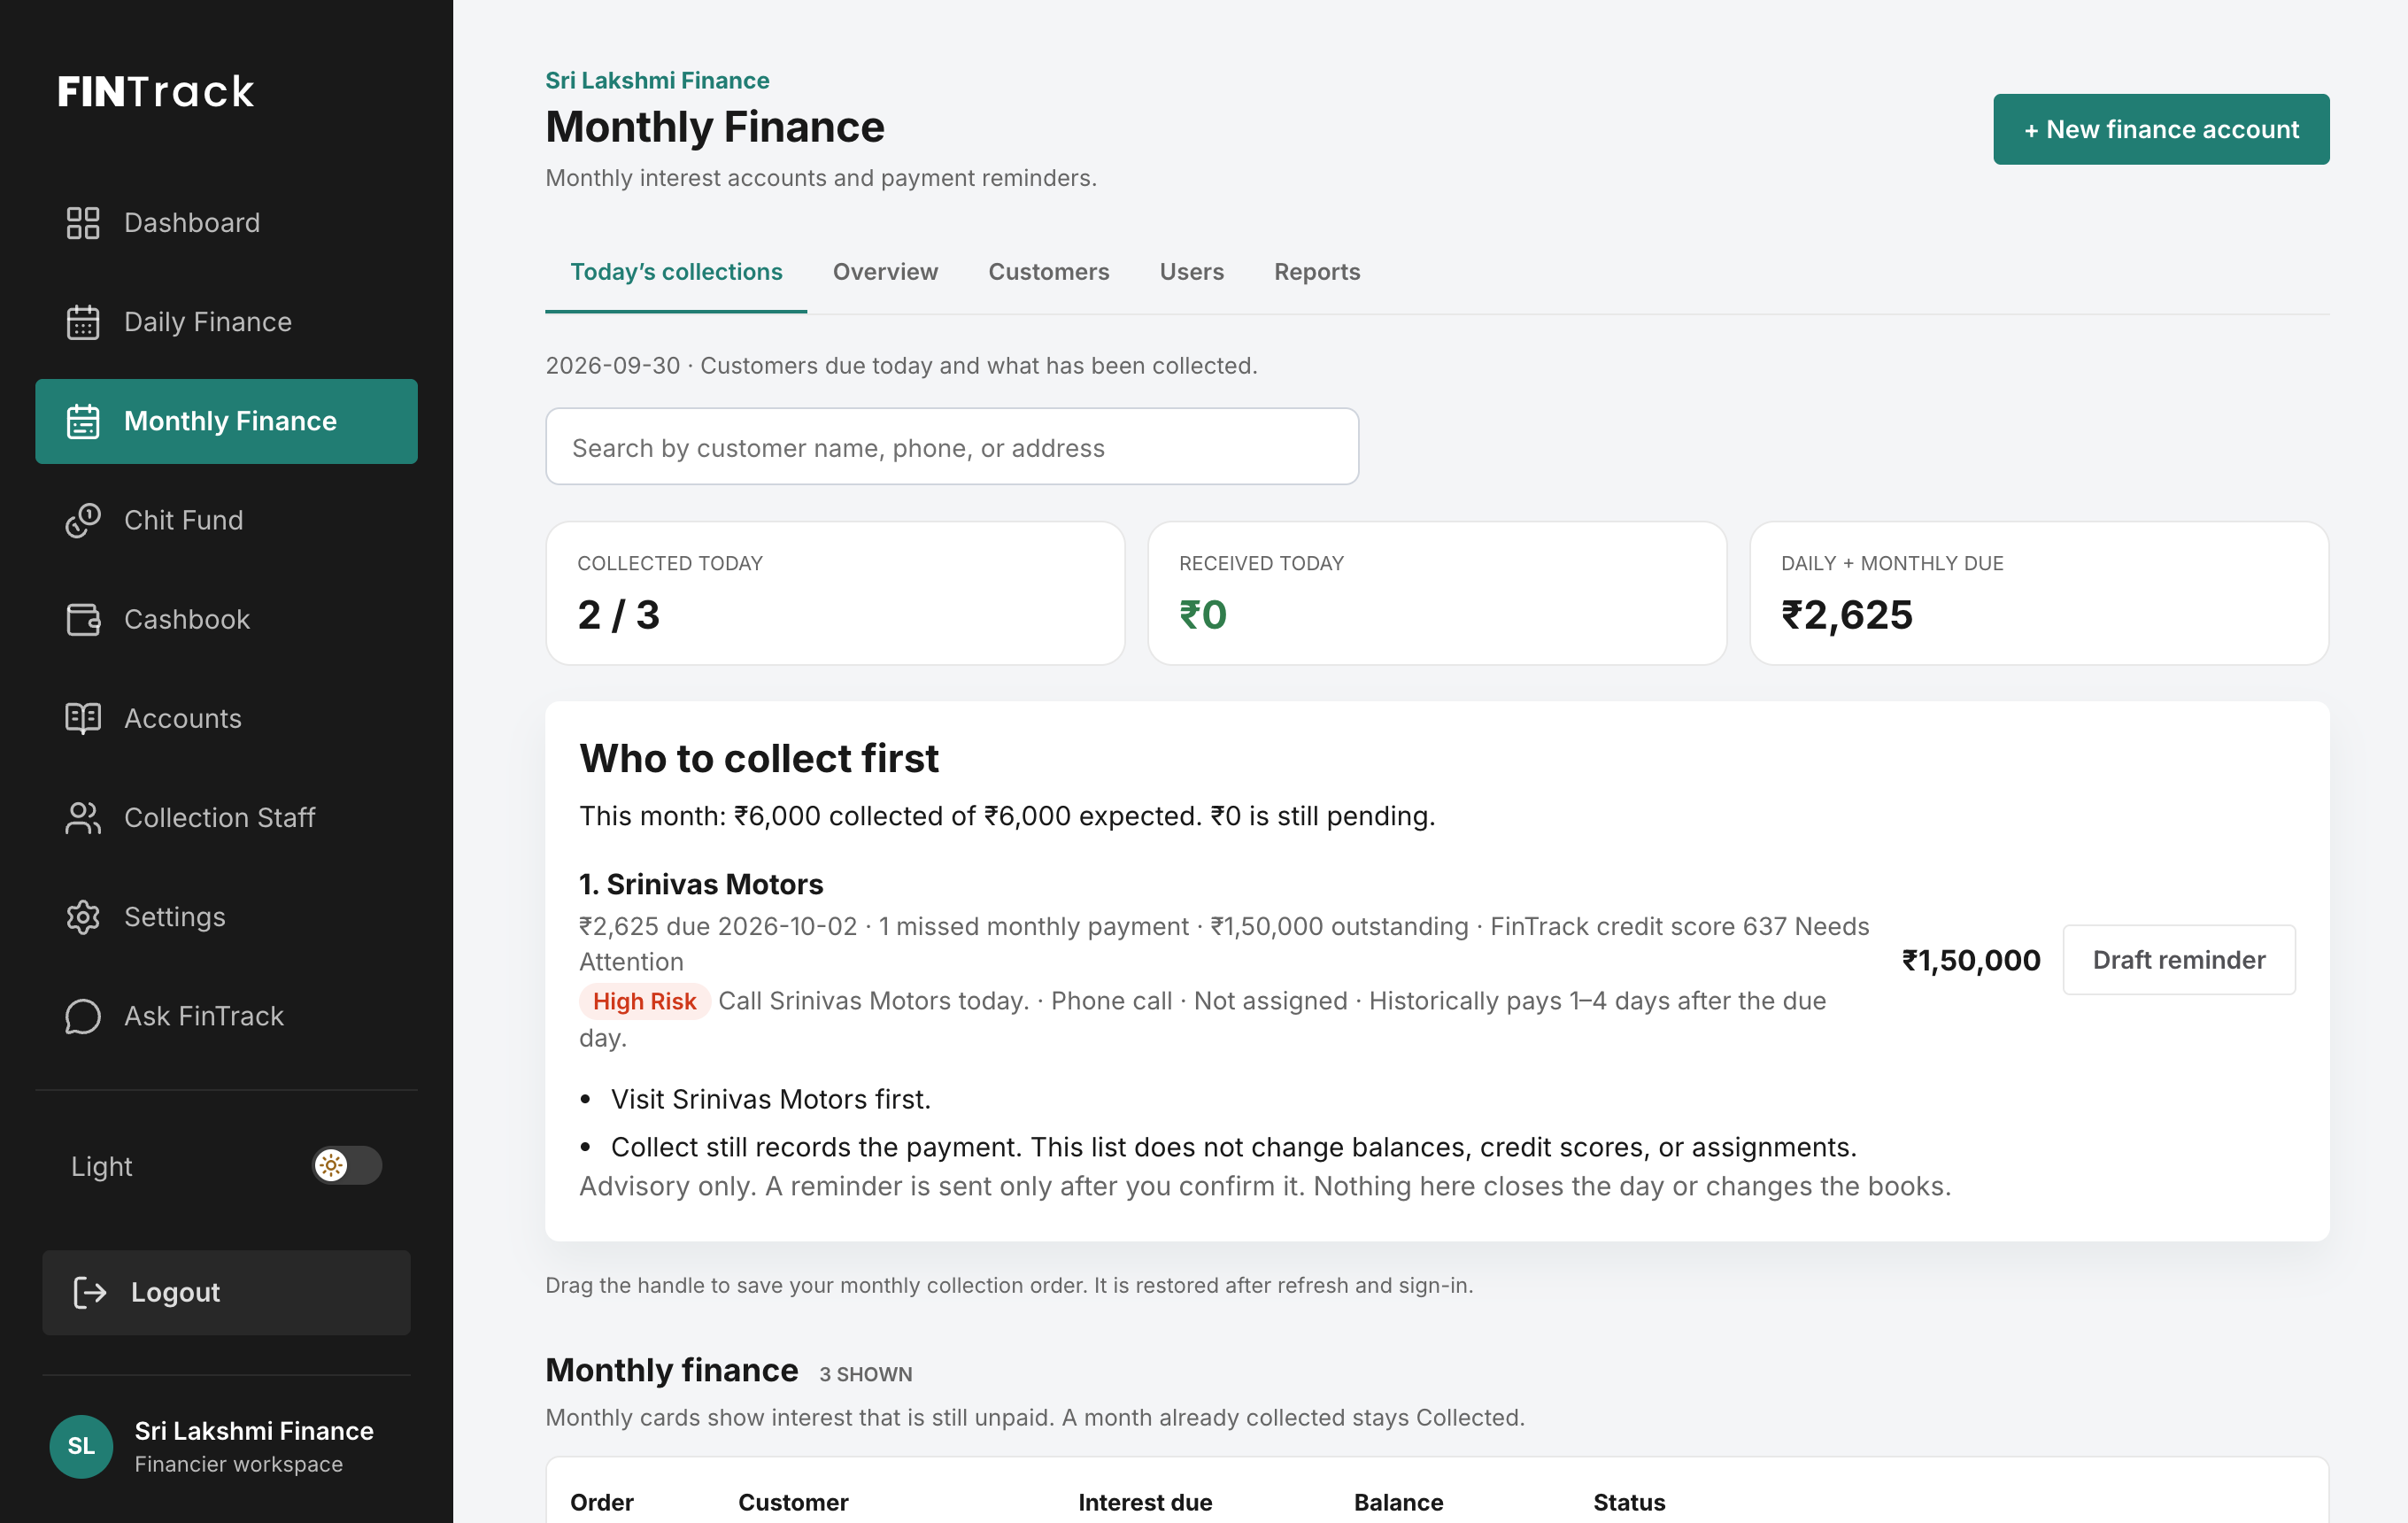 FINTrack
Dashboard
Daily Finance
Monthly Finance
Chit Fund
Cashbook
Accounts
Collection Staff
Settings
Ask FinTrack
Light
Logout
SL
Sri Lakshmi Finance
Financier workspace
Sri Lakshmi Finance
Monthly Finance
Monthly interest accounts and payment reminders.
+ New finance account
Today’s collections
Overview
Customers
Users
Reports
2026-09-30 · Customers due today and what has been collected.
Search by customer name, phone, or address
COLLECTED TODAY
2 / 3
RECEIVED TODAY
₹0
DAILY + MONTHLY DUE
₹2,625
Who to collect first
This month: ₹6,000 collected of ₹6,000 expected. ₹0 is still pending.
1. Srinivas Motors
₹2,625 due 2026-10-02 · 1 missed monthly payment · ₹1,50,000 outstanding · FinTrack credit score 637 Needs
Attention
High Risk Call Srinivas Motors today. · Phone call · Not assigned · Historically pays 1–4 days after the due
day.
₹1,50,000
Draft reminder
• Visit Srinivas Motors first.
• Collect still records the payment. This list does not change balances, credit scores, or assignments.
Advisory only. A reminder is sent only after you confirm it. Nothing here closes the day or changes the books.
Drag the handle to save your monthly collection order. It is restored after refresh and sign-in.
Monthly finance 3 SHOWN
Monthly cards show interest that is still unpaid. A month already collected stays Collected.
Order Customer Interest due Balance Status